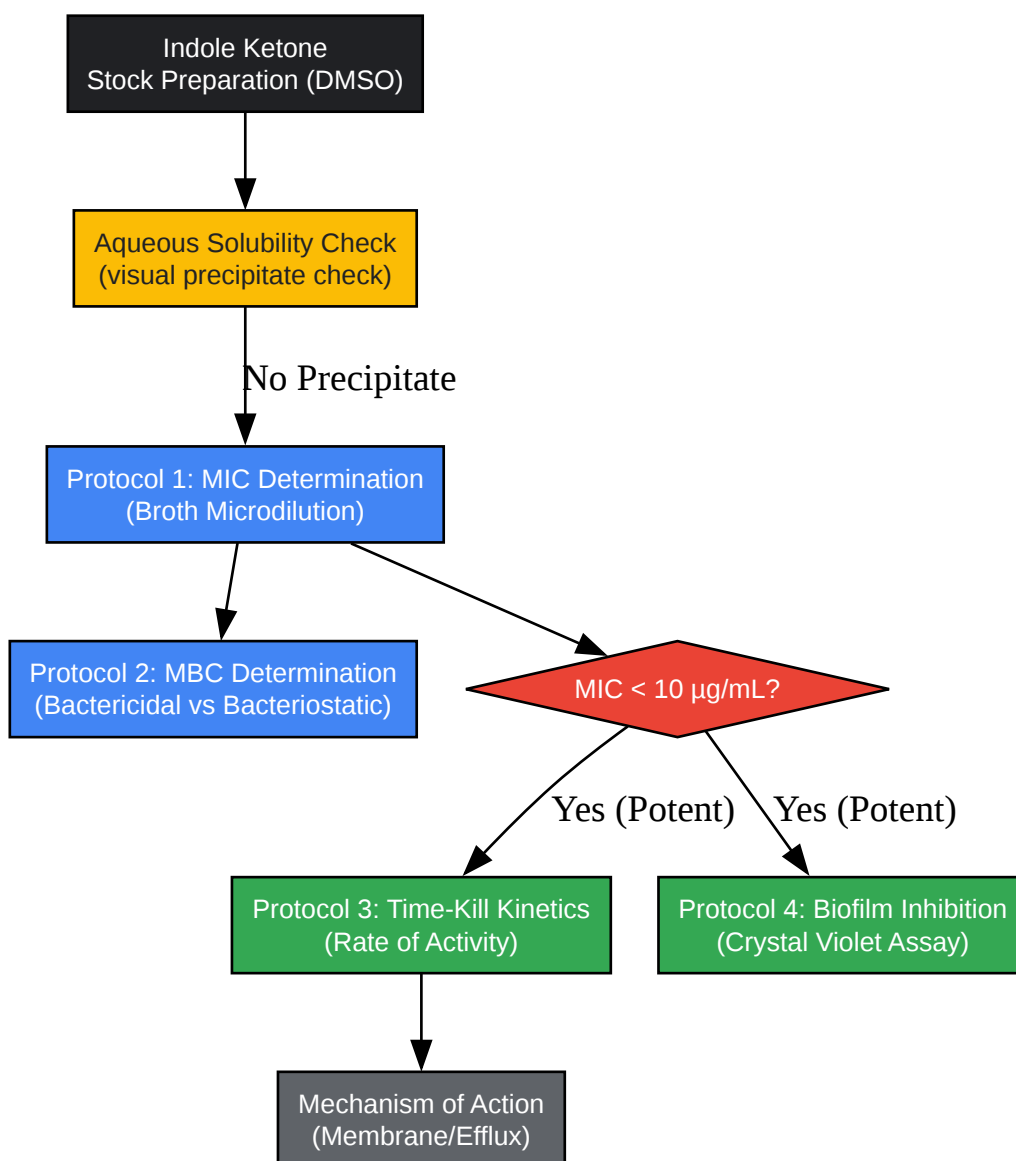 Indole Ketone
Stock Preparation (DMSO)
Aqueous Solubility Check
(visual precipitate check)
No Precipitate
Protocol 1: MIC Determination
(Broth Microdilution)
Protocol 2: MBC Determination
(Bactericidal vs Bacteriostatic)
MIC < 10 µg/mL?
Yes (Potent)
Yes (Potent)
Protocol 3: Time-Kill Kinetics
(Rate of Activity)
Protocol 4: Biofilm Inhibition
(Crystal Violet Assay)
Mechanism of Action
(Membrane/Efflux)